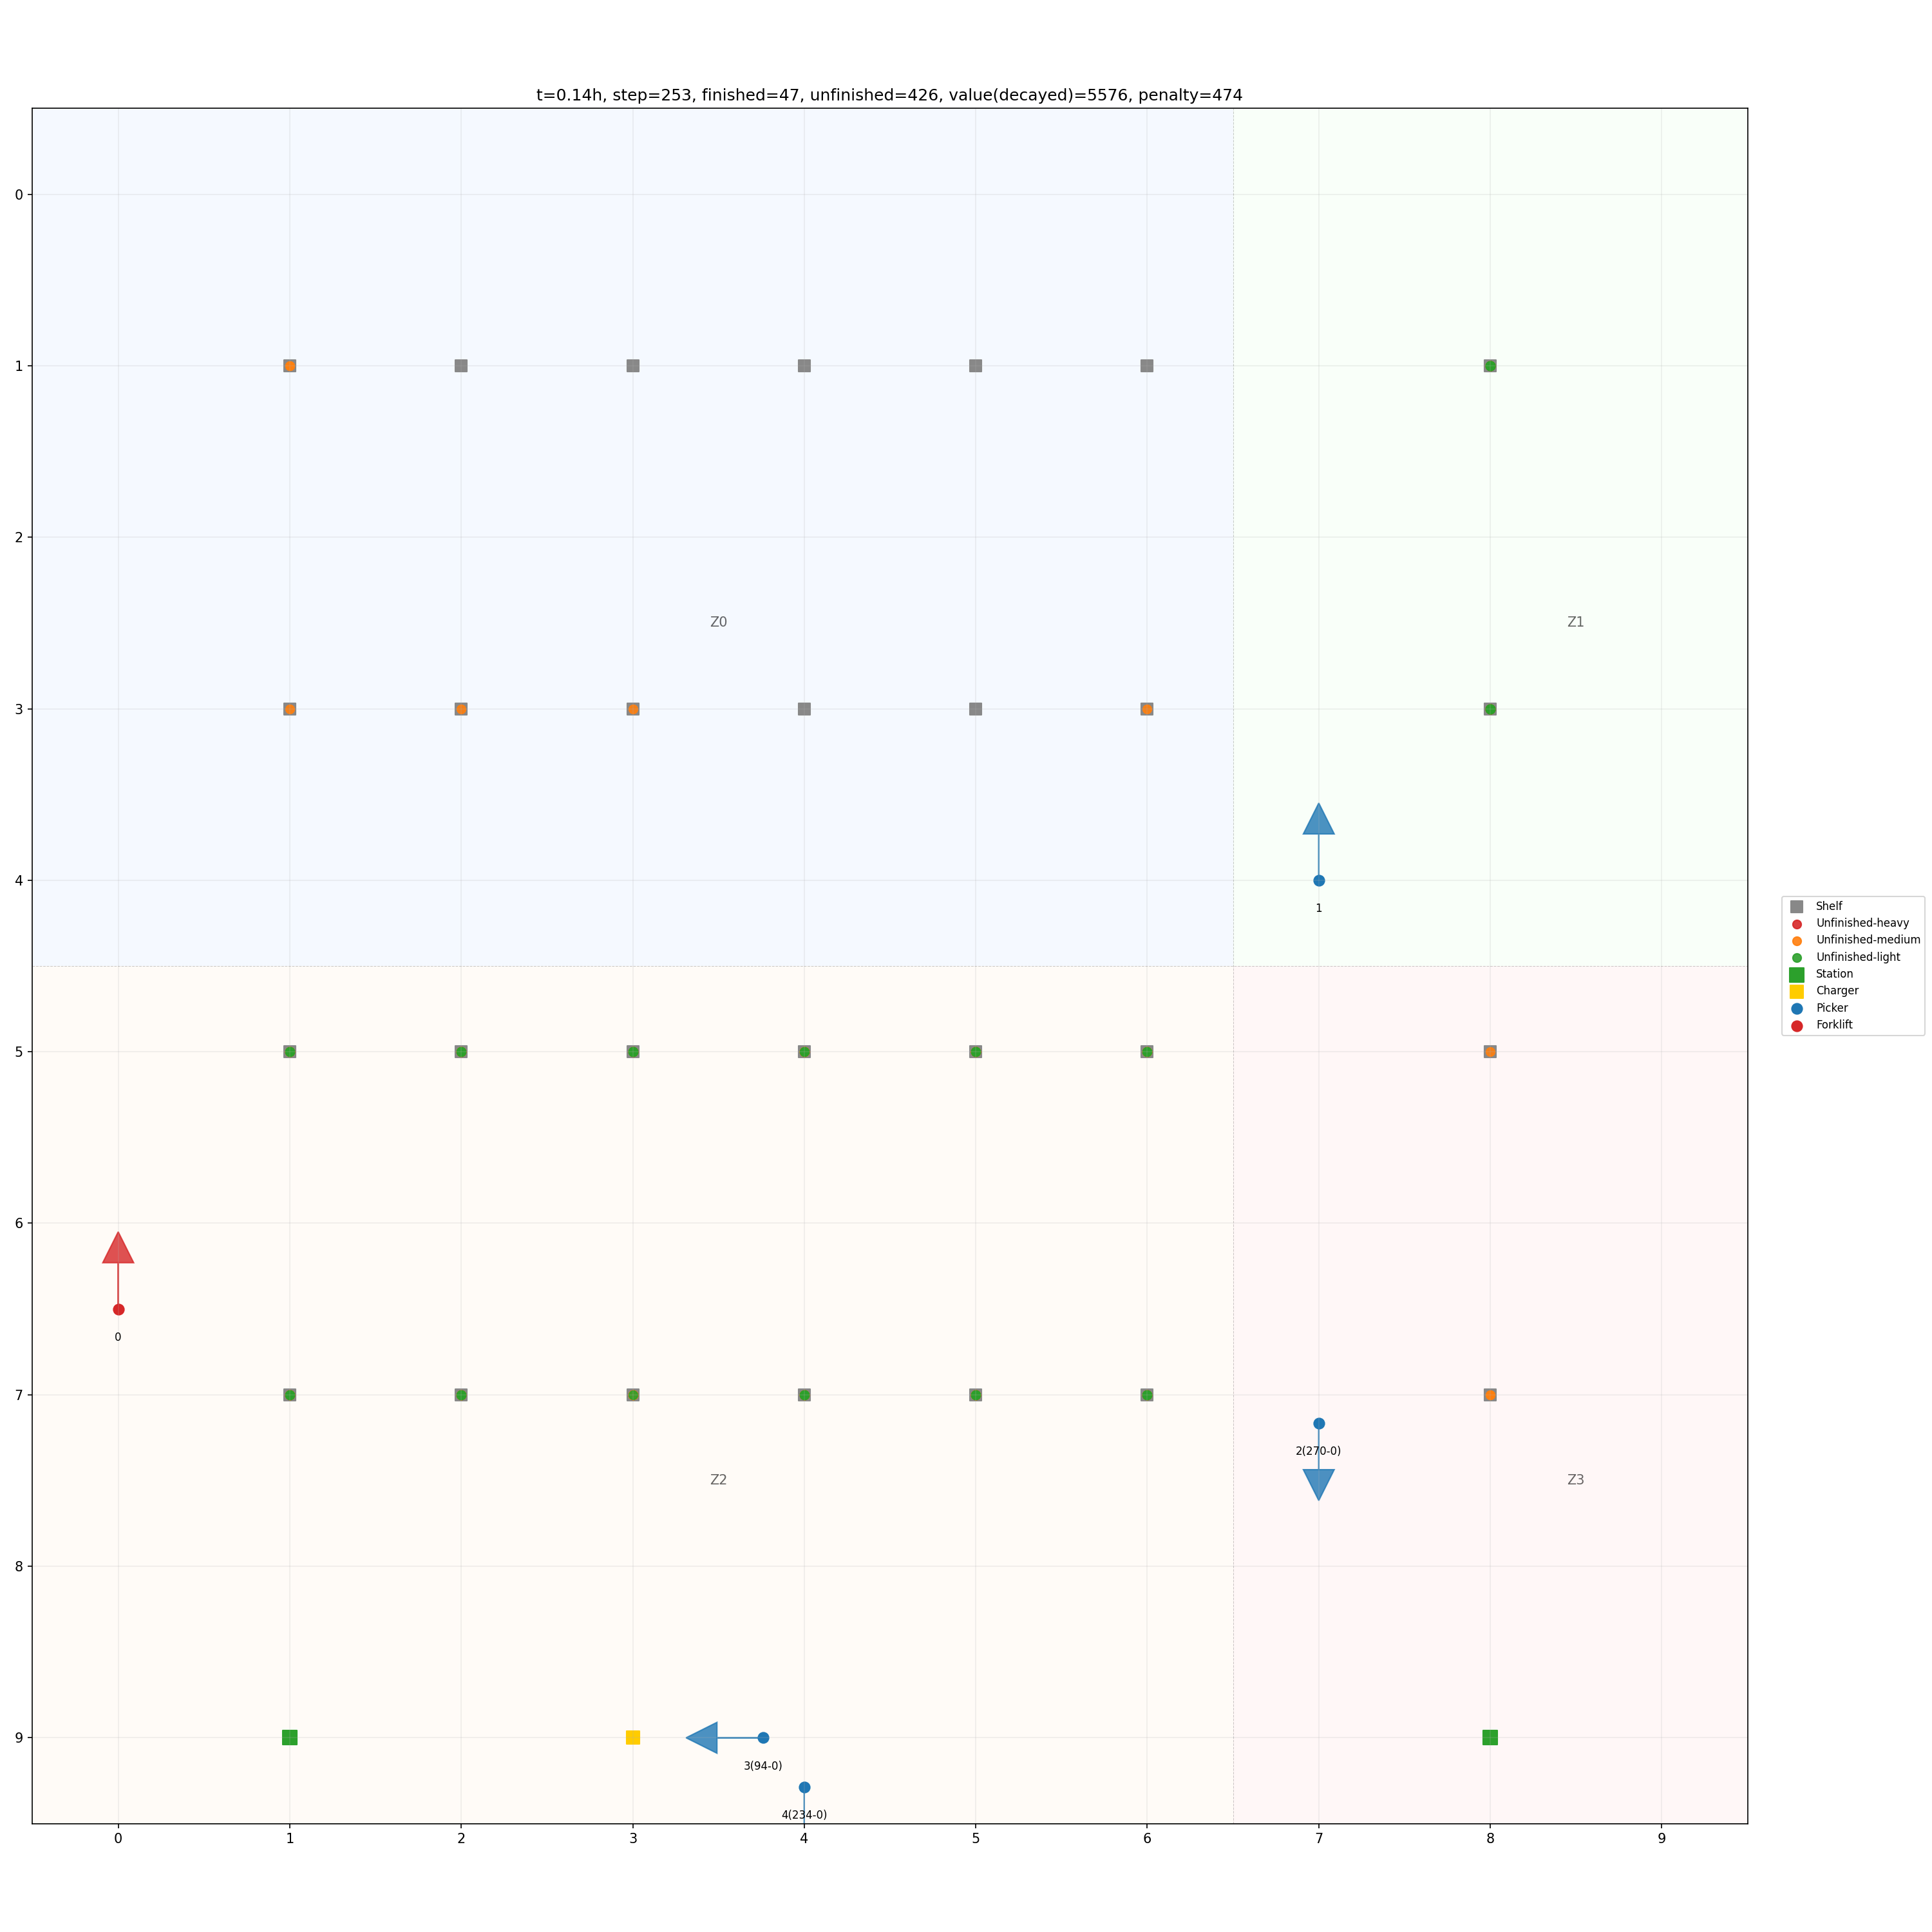 t=0.14h, step=253, finished=47, unfinished=426, value(decayed)=5576, penalty=474
0
1
2
Z0
Z1
3
4
1
Shelf
Unfinished-heavy
Unfinished-medium
Unfinished-light
Station
Charger
Picker
Forklift
5
6
0
7
2(270-0)
Z2
Z3
8
9
3(94-0)
4(234-0)
0 1 2 3 4 5 6 7 8 9